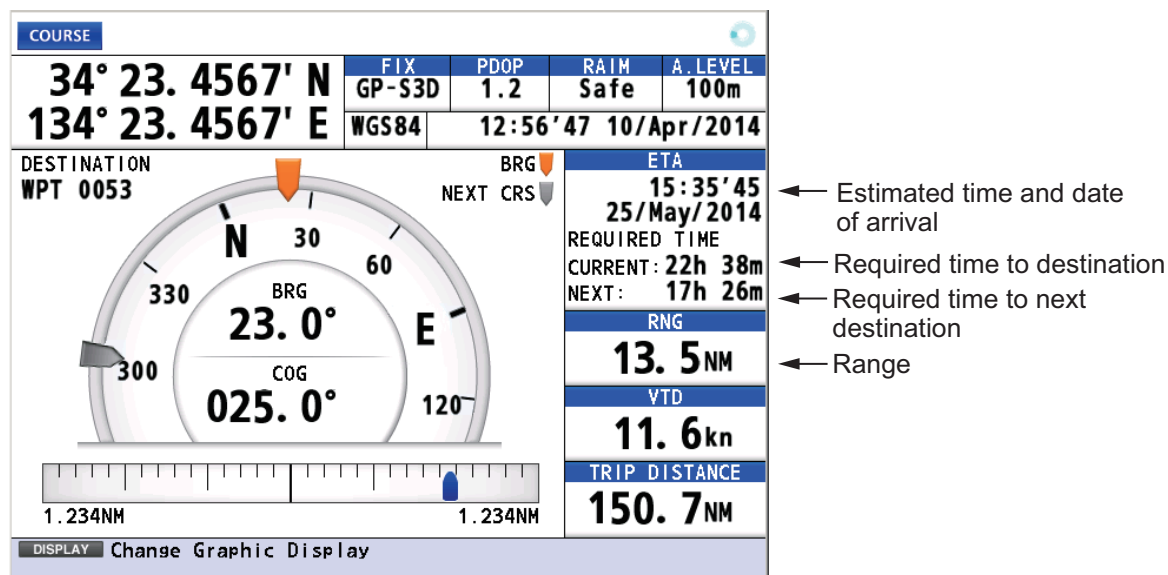 COURSE
34° 23. 4567' N
134° 23. 4567' E
FIX PDOP RAIM A.LEVEL
GP-S3D 1.2 Safe 100m
WGS84 12:56'47 10/Apr/2014
DESTINATION
WPT 0053
BRG
NEXT CRS
N 30 60 E 120
330 300
BRG
23. 0°
COG
025. 0°
1.234NM 1.234NM
ETA
15:35'45
25/May/2014
REQUIRED TIME
CURRENT: 22h 38m
NEXT: 17h 26m
RNG
13. 5NM
VTD
11. 6kn
TRIP DISTANCE
150. 7NM
DISPLAY Change Graphic Display
Estimated time and date
of arrival
Required time to destination
Required time to next
destination
Range